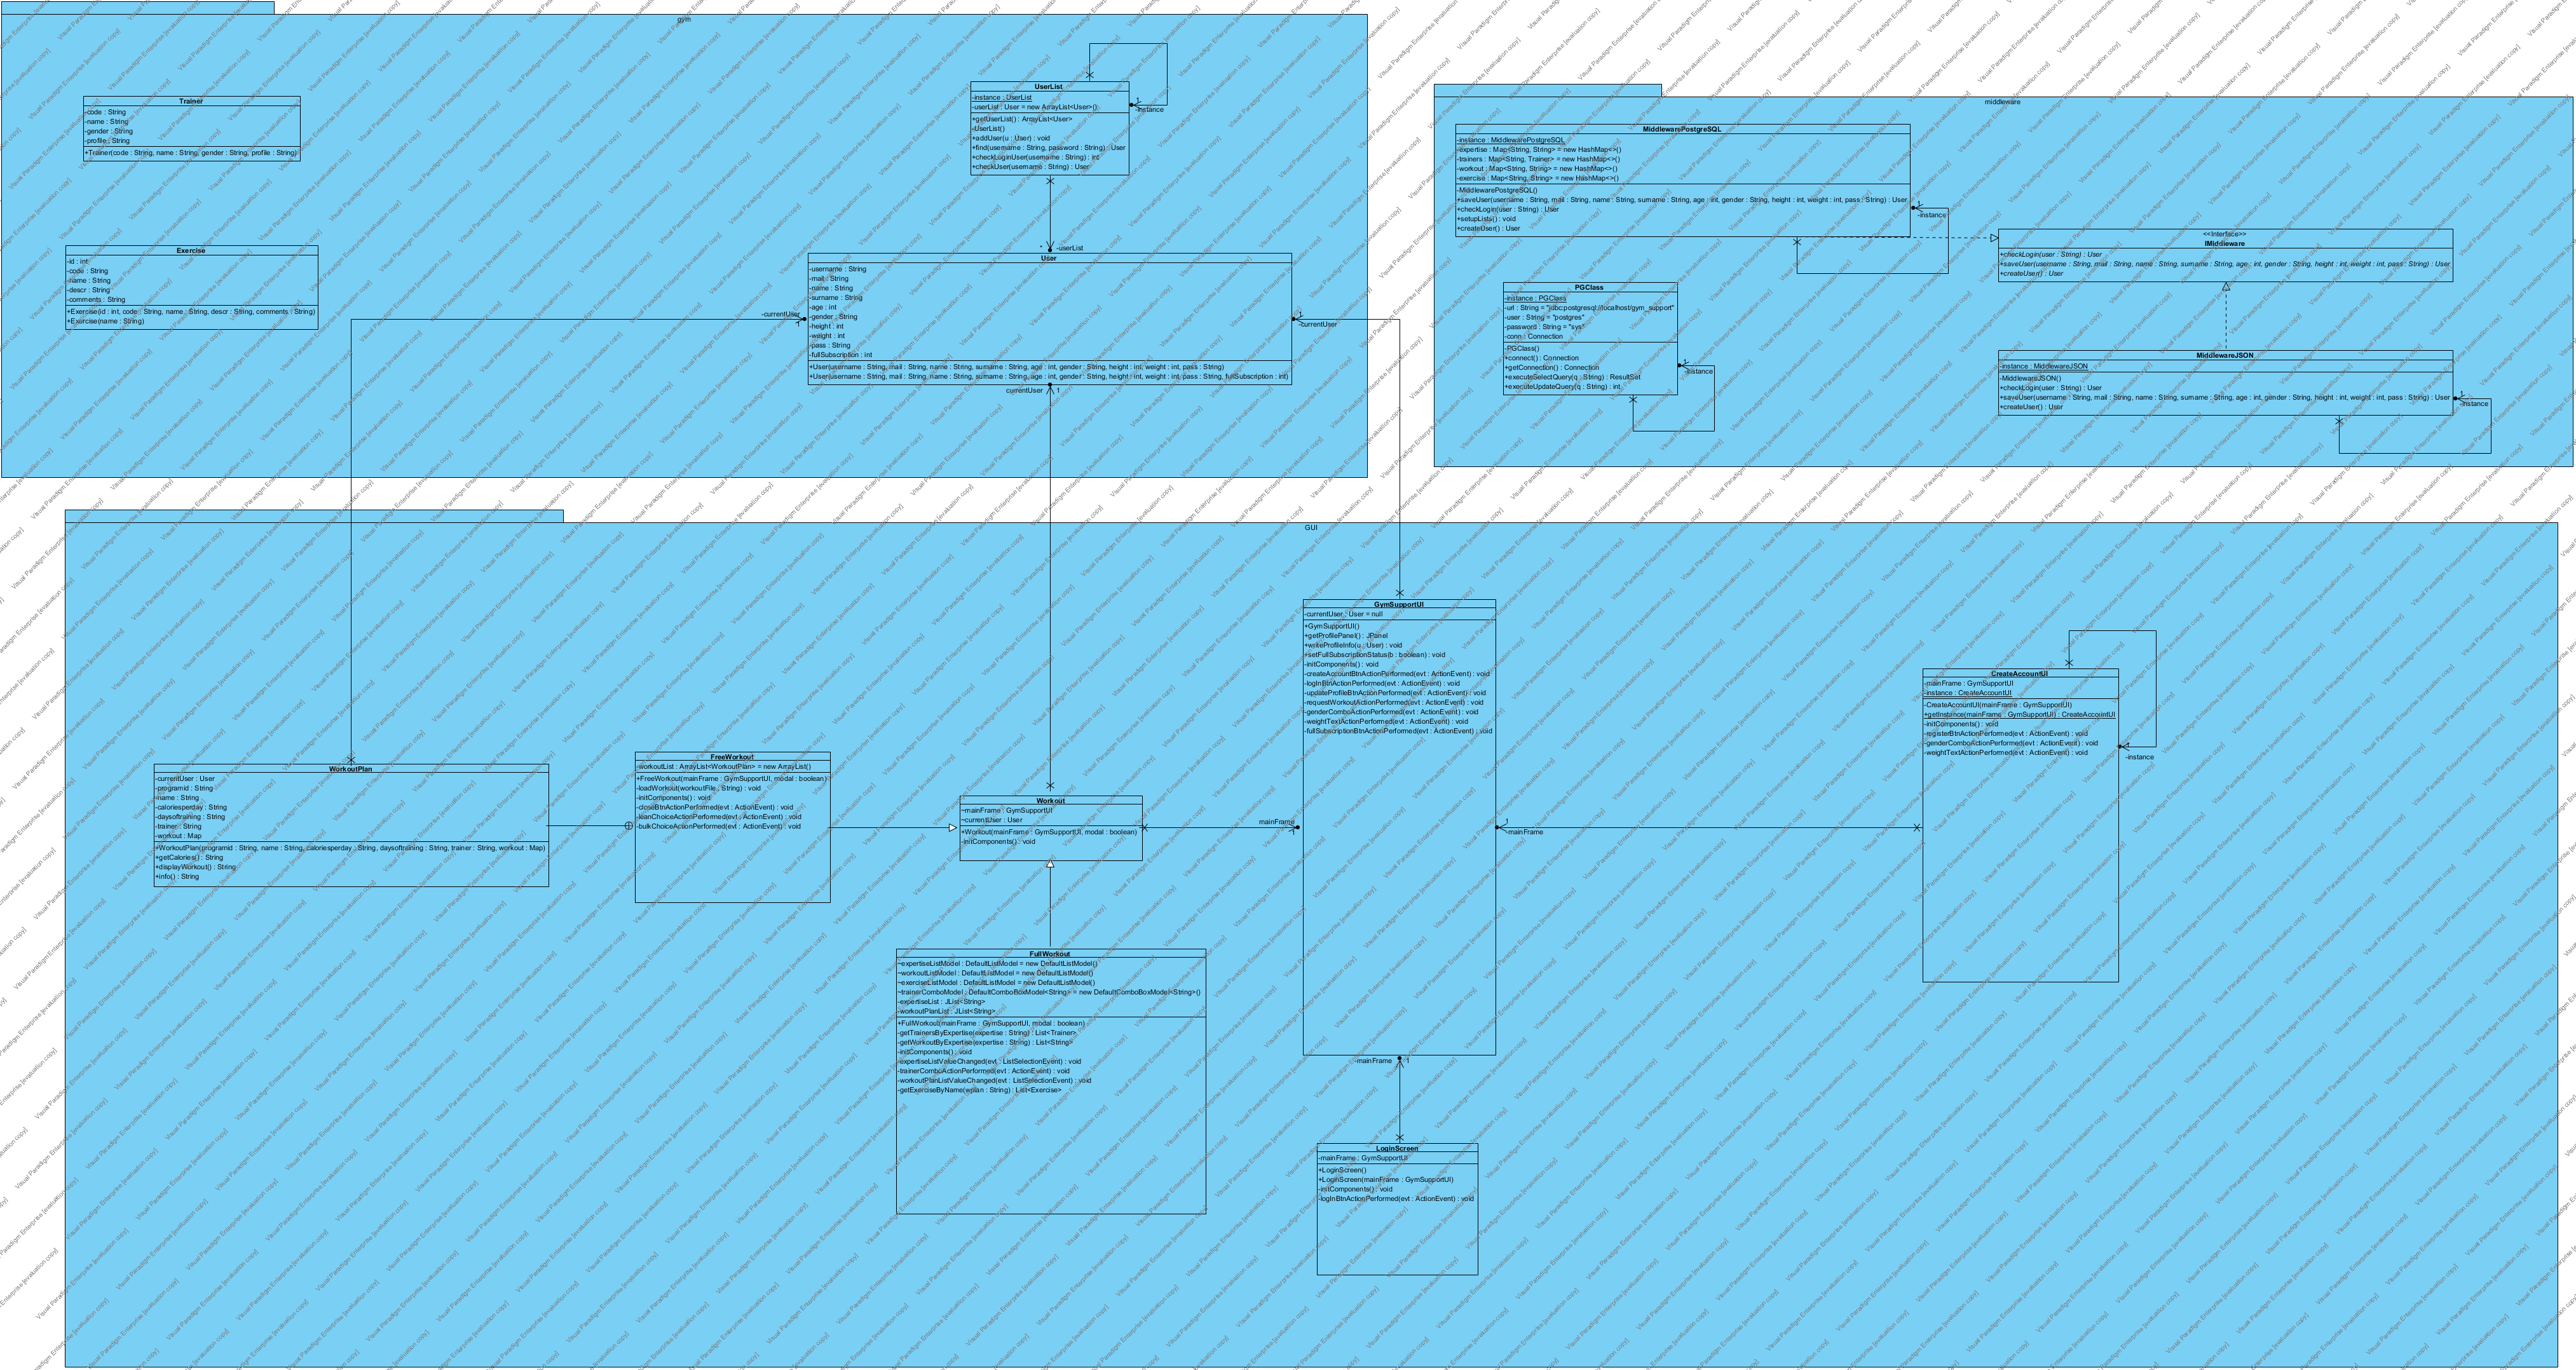 gym
Trainer
-code : String
-name : String
-gender : String
-profile : String
+Trainer(code : String, name : String, gender : String, profile : String)
Exercise
-id : int
-code : String
-name : String
-descr : String
-comments : String
+Exercise(id : int, code : String, name : String, descr : String, comments : String)
+Exercise(name : String)
UserList
-instance : UserList
-userList : User = new ArrayList<User>()
+getUserList() : ArrayList<User>
-UserList()
+addUser(u : User) : void
+find(username : String, password : String) : User
+checkLoginUser(username : String) : int
+checkUser(username : String) : User
1
-instance
*
-userList
User
-username : String
-mail : String
-name : String
-surname : String
-age : int
-gender : String
-height : int
-weight : int
-pass : String
-fullSubscription : int
+User(username : String, mail : String, name : String, surname : String, age : int, gender : String, height : int, weight : int, pass : String)
+User(username : String, mail : String, name : String, surname : String, age : int, gender : String, height : int, weight : int, pass : String, fullSubscription : int)
-currentUser
1
1
-currentUser
currentUser
1
middleware
MiddlewarePostgreSQL
-instance : MiddlewarePostgreSQL
-expertise : Map<String, String> = new HashMap<>()
-trainers : Map<String, Trainer> = new HashMap<>()
-workout : Map<String, String> = new HashMap<>()
-exercise : Map<String, String> = new HashMap<>()
-MiddlewarePostgreSQL()
+saveUser(username : String, mail : String, name : String, surname : String, age : int, gender : String, height : int, weight : int, pass : String) : User
+checkLogin(user : String) : User
+setupLists() : void
+createUser() : User
1
-instance
<<Interface>>
IMiddleware
+checkLogin(user : String) : User
+saveUser(username : String, mail : String, name : String, surname : String, age : int, gender : String, height : int, weight : int, pass : String) : User
+createUser() : User
PGClass
-instance : PGClass
-url : String = "jdbc:postgresql://localhost/gym_support"
-user : String = "postgres"
-password : String = "sys"
-conn : Connection
-PGClass()
+connect() : Connection
+getConnection() : Connection
+executeSelectQuery(q : String) : ResultSet
+executeUpdateQuery(q : String) : int
1
-instance
MiddlewareJSON
-instance : MiddlewareJSON
-MiddlewareJSON()
+checkLogin(user : String) : User
+saveUser(username : String, mail : String, name : String, surname : String, age : int, gender : String, height : int, weight : int, pass : String) : User
+createUser() : User
1
-instance
GUI
WorkoutPlan
-currentUser : User
-programid : String
-name : String
-caloriesperday : String
-daysoftraining : String
-trainer : String
-workout : Map
+WorkoutPlan(programid : String, name : String, caloriesperday : String, daysoftraining : String, trainer : String, workout : Map)
+getCalories() : String
+displayWorkout() : String
+info() : String
FreeWorkout
-workoutList : ArrayList<WorkoutPlan> = new ArrayList()
+FreeWorkout(mainFrame : GymSupportUI, modal : boolean)
-loadWorkout(workoutFile : String) : void
-initComponents() : void
-closeBtnActionPerformed(evt : ActionEvent) : void
-leanChoiceActionPerformed(evt : ActionEvent) : void
-bulkChoiceActionPerformed(evt : ActionEvent) : void
Workout
~mainFrame : GymSupportUI
~currentUser : User
+Workout(mainFrame : GymSupportUI, modal : boolean)
-initComponents() : void
mainFrame
1
FullWorkout
~expertiseListModel : DefaultListModel = new DefaultListModel()
~workoutListModel : DefaultListModel = new DefaultListModel()
~exerciseListModel : DefaultListModel = new DefaultListModel()
~trainerComboModel : DefaultComboBoxModel<String> = new DefaultComboBoxModel<String>()
-expertiseList : JList<String>
-workoutPlanList : JList<String>
+FullWorkout(mainFrame : GymSupportUI, modal : boolean)
-getTrainersByExpertise(expertise : String) : List<Trainer>
-getWorkoutByExpertise(expertise : String) : List<String>
-initComponents() : void
-expertiseListValueChanged(evt : ListSelectionEvent) : void
-trainerComboActionPerformed(evt : ActionEvent) : void
-workoutPlanListValueChanged(evt : ListSelectionEvent) : void
-getExerciseByName(wplan : String) : List<Exercise>
GymSupportUI
-currentUser : User = null
+GymSupportUI()
+getProfilePanel() : JPanel
+writeProfileInfo(u : User) : void
+setFullSubscriptionStatus(b : boolean) : void
-initComponents() : void
-createAccountBtnActionPerformed(evt : ActionEvent) : void
-logInBtnActionPerformed(evt : ActionEvent) : void
-updateProfileBtnActionPerformed(evt : ActionEvent) : void
-requestWorkoutActionPerformed(evt : ActionEvent) : void
-genderComboActionPerformed(evt : ActionEvent) : void
-weightTextActionPerformed(evt : ActionEvent) : void
-fullSubscriptionBtnActionPerformed(evt : ActionEvent) : void
1
-mainFrame
-mainFrame
1
CreateAccountUI
-mainFrame : GymSupportUI
-instance : CreateAccountUI
-CreateAccountUI(mainFrame : GymSupportUI)
+getInstance(mainFrame : GymSupportUI) : CreateAccountUI
-initComponents() : void
-registerBtnActionPerformed(evt : ActionEvent) : void
-genderComboActionPerformed(evt : ActionEvent) : void
-weightTextActionPerformed(evt : ActionEvent) : void
1
-instance
LoginScreen
-mainFrame : GymSupportUI
+LoginScreen()
+LoginScreen(mainFrame : GymSupportUI)
-initComponents() : void
-logInBtnActionPerformed(evt : ActionEvent) : void
Visual Paradigm Enterprise [evaluation copy]